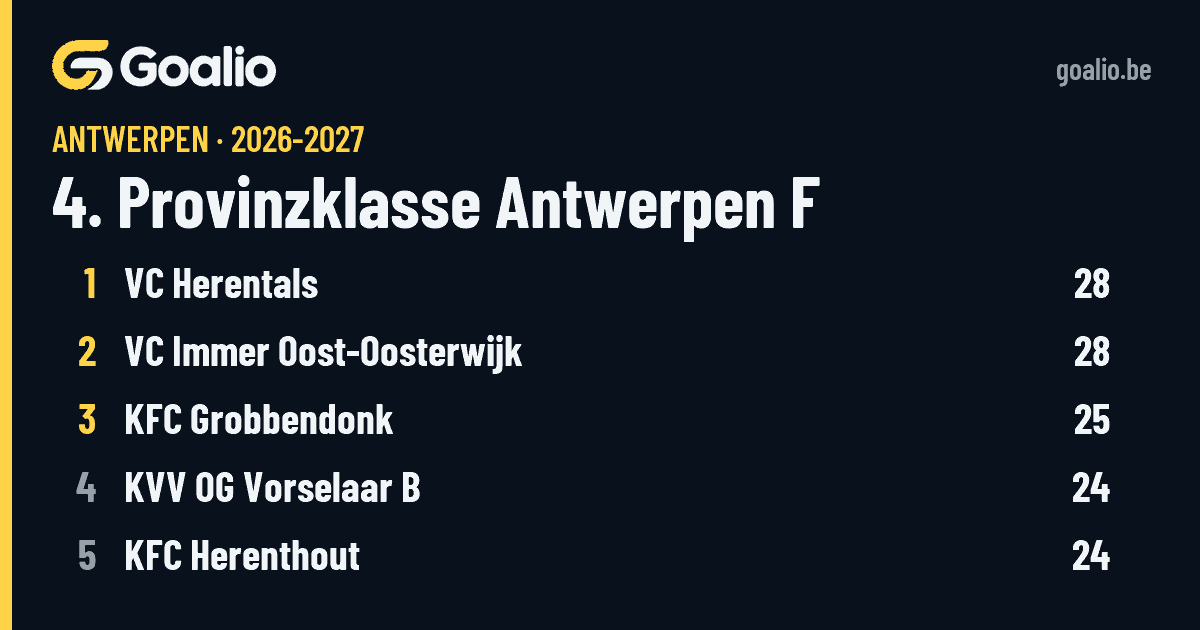 Goalio
goalio.be
ANTWERPEN · 2026-2027
4. Provinzklasse Antwerpen F
1 VC Herentals 28
2 VC Immer Oost-Oosterwijk 28
3 KFC Grobbendonk 25
4 KVV OG Vorselaar B 24
5 KFC Herenthout 24